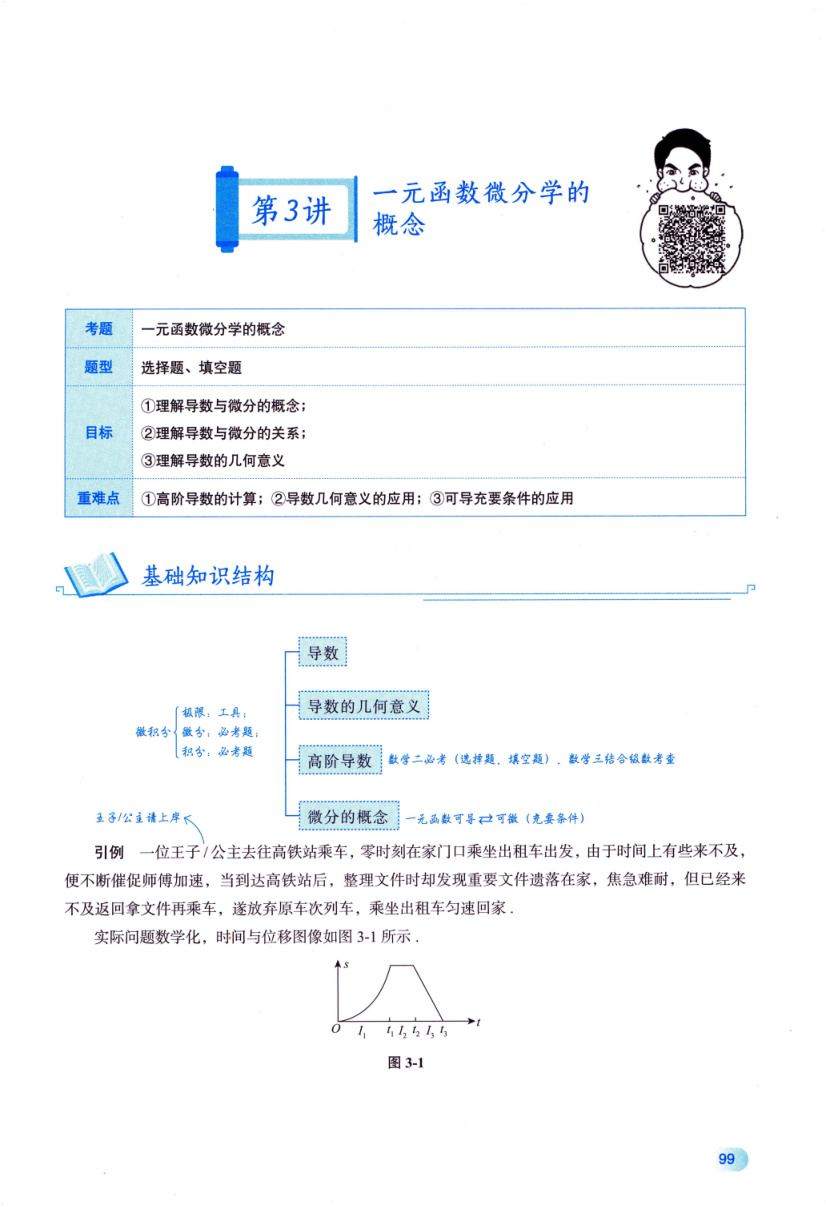 第3讲
一元函数微分学的
概念
考题 一元函数微分学的概念
题型 选择题、填空题
目标 ①理解导数与微分的概念；
②理解导数与微分的关系；
③理解导数的几何意义
重难点 ①高阶导数的计算；②导数几何意义的应用；③可导充要条件的应用
基础知识结构
导数
导数的几何意义
微积分
极限：工具；
微分：必考题；
积分：必考题
高阶导数 数学二必考（选择题、填空题）、数学三结合级数考查
微分的概念 一元函数可导⇄可微（充要条件）
王子/公主请上岸
引例 一位王子/公主去往高铁站乘车，零时刻在家门口乘坐出租车出发，由于时间上有些来不及，
便不断催促师傅加速，当到达高铁站后，整理文件时却发现重要文件遗落在家，焦急难耐，但已经来
不及返回拿文件再乘车，遂放弃原车次列车，乘坐出租车匀速回家．
实际问题数学化，时间与位移图像如图 3-1 所示．
s
O I₁ t₁ I₂ t₂ I₃ t₃ t
图 3-1
99